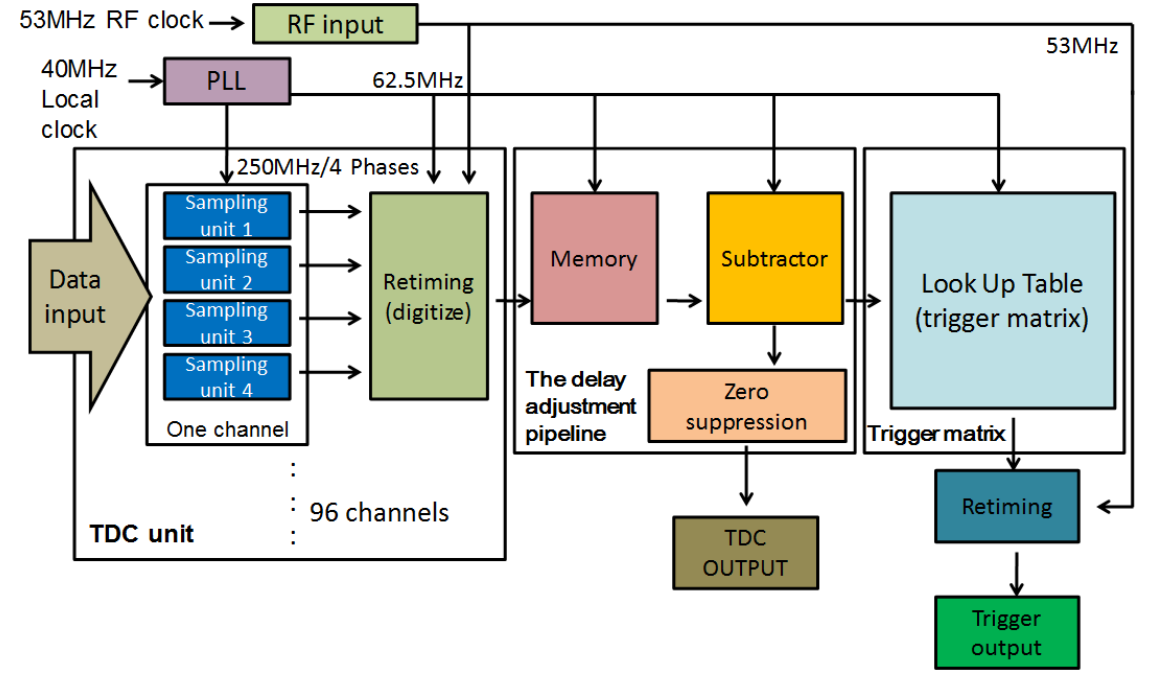 53MHz RF clock
RF input
53MHz
40MHz
Local
clock
PLL
62.5MHz
250MHz/4 Phases
Data
input
Sampling
unit 1
Sampling
unit 2
Sampling
unit 3
Sampling
unit 4
One channel
Retiming
(digitize)
96 channels
TDC unit
Memory
Subtractor
The delay
adjustment
pipeline
Zero
suppression
TDC
OUTPUT
Look Up Table
(trigger matrix)
Trigger matrix
Retiming
Trigger
output